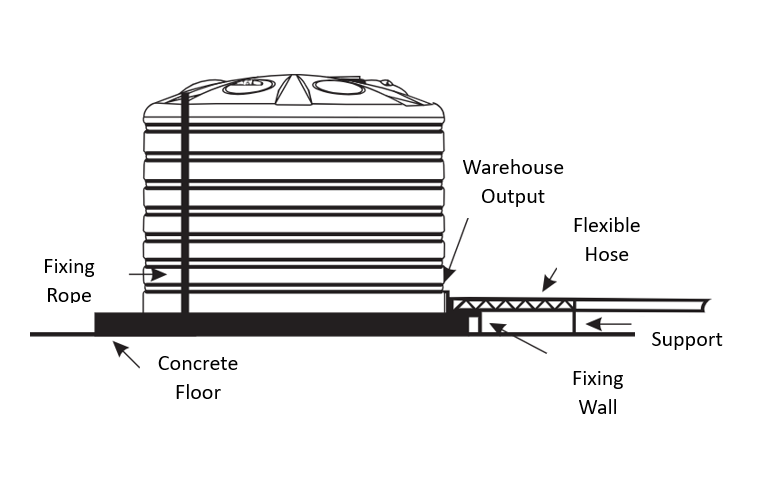 Warehouse
Output
Flexible
Hose
Fixing
Rope
Support
Concrete
Floor
Fixing
Wall